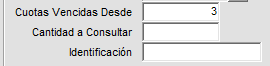 Cuotas Vencidas Desde 3
Cantidad a Consultar
Identificación